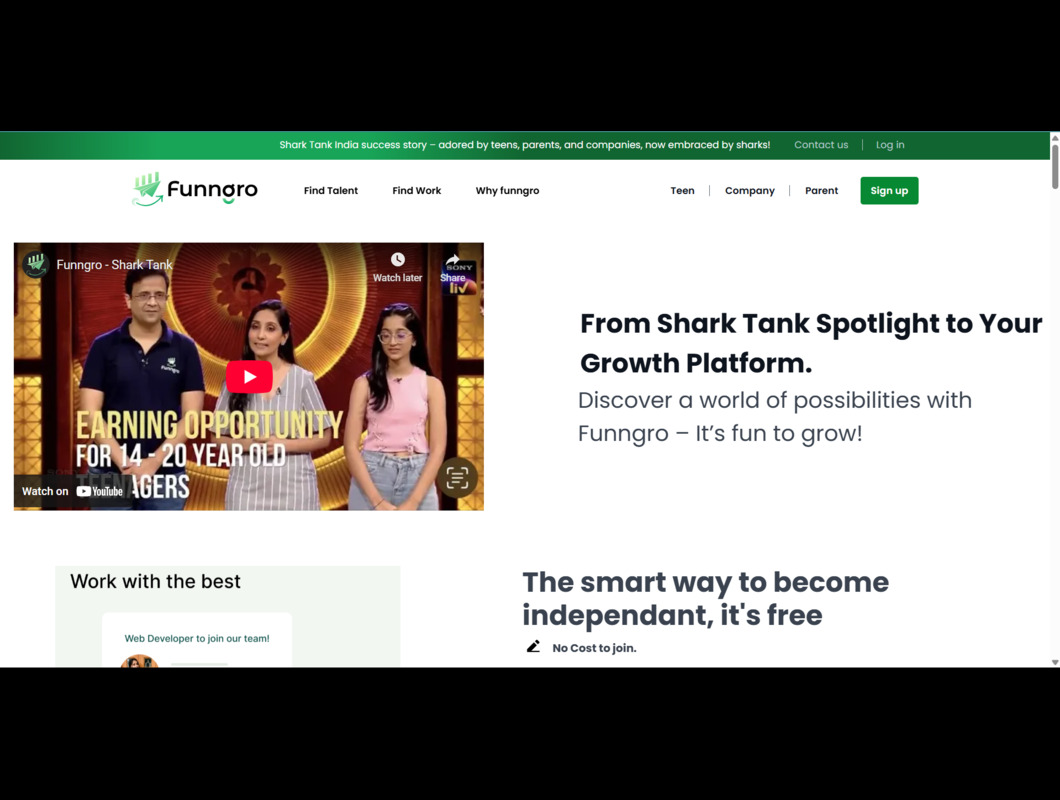 Shark Tank India success story – adored by teens, parents, and companies, now embraced by sharks!
Contact us
Log in
Funngro
Find Talent
Find Work
Why funngro
Teen
Company
Parent
Sign up
Funngro - Shark Tank
Watch later
Share
SONY
liv
funngro
EARNING OPPORTUNITY
FOR 14 - 20 YEAR OLD
TEENAGERS
Watch on YouTube
From Shark Tank Spotlight to Your
Growth Platform.
Discover a world of possibilities with
Funngro – It’s fun to grow!
Work with the best
Web Developer to join our team!
The smart way to become
independant, it's free
No Cost to join.